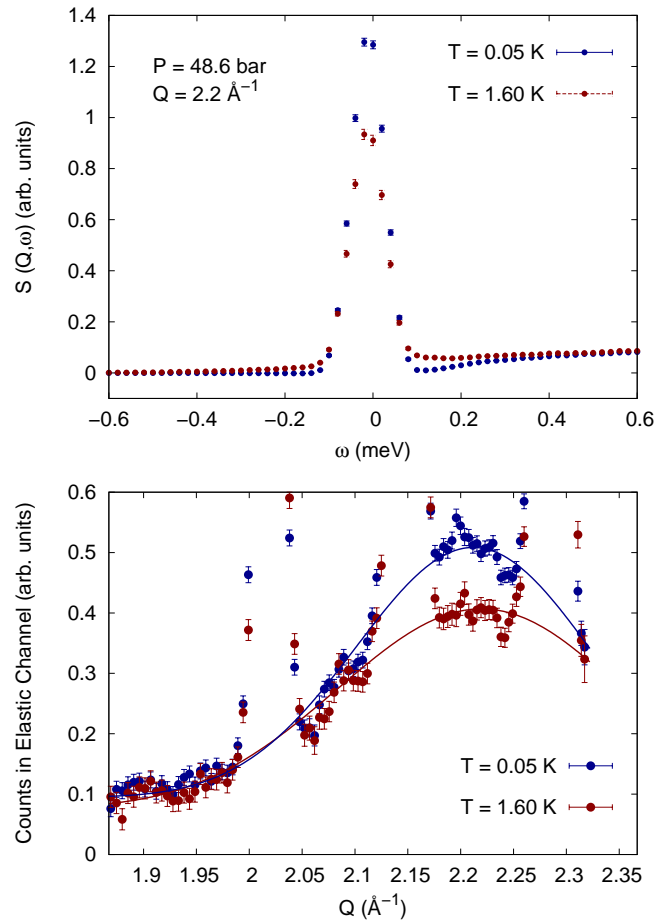 S (Q,ω) (arb. units)
1.4
1.2
1
0.8
0.6
0.4
0.2
0
P = 48.6 bar
Q = 2.2 Å⁻¹
T = 0.05 K
T = 1.60 K
−0.6 −0.4 −0.2 0 0.2 0.4 0.6
ω (meV)
Counts in Elastic Channel (arb. units)
0.6
0.5
0.4
0.3
0.2
0.1
0
T = 0.05 K
T = 1.60 K
1.9 1.95 2 2.05 2.1 2.15 2.2 2.25 2.3 2.35
Q (Å⁻¹)